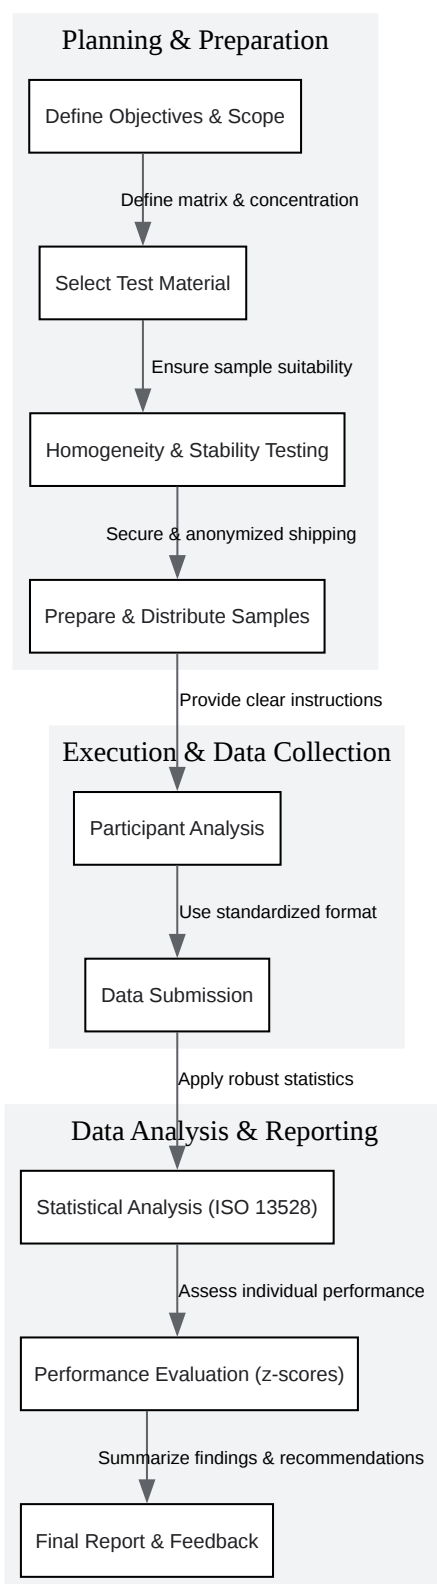 Planning & Preparation
Define Objectives & Scope
Define matrix & concentration
Select Test Material
Ensure sample suitability
Homogeneity & Stability Testing
Secure & anonymized shipping
Prepare & Distribute Samples
Provide clear instructions
Execution & Data Collection
Participant Analysis
Use standardized format
Data Submission
Apply robust statistics
Data Analysis & Reporting
Statistical Analysis (ISO 13528)
Assess individual performance
Performance Evaluation (z-scores)
Summarize findings & recommendations
Final Report & Feedback